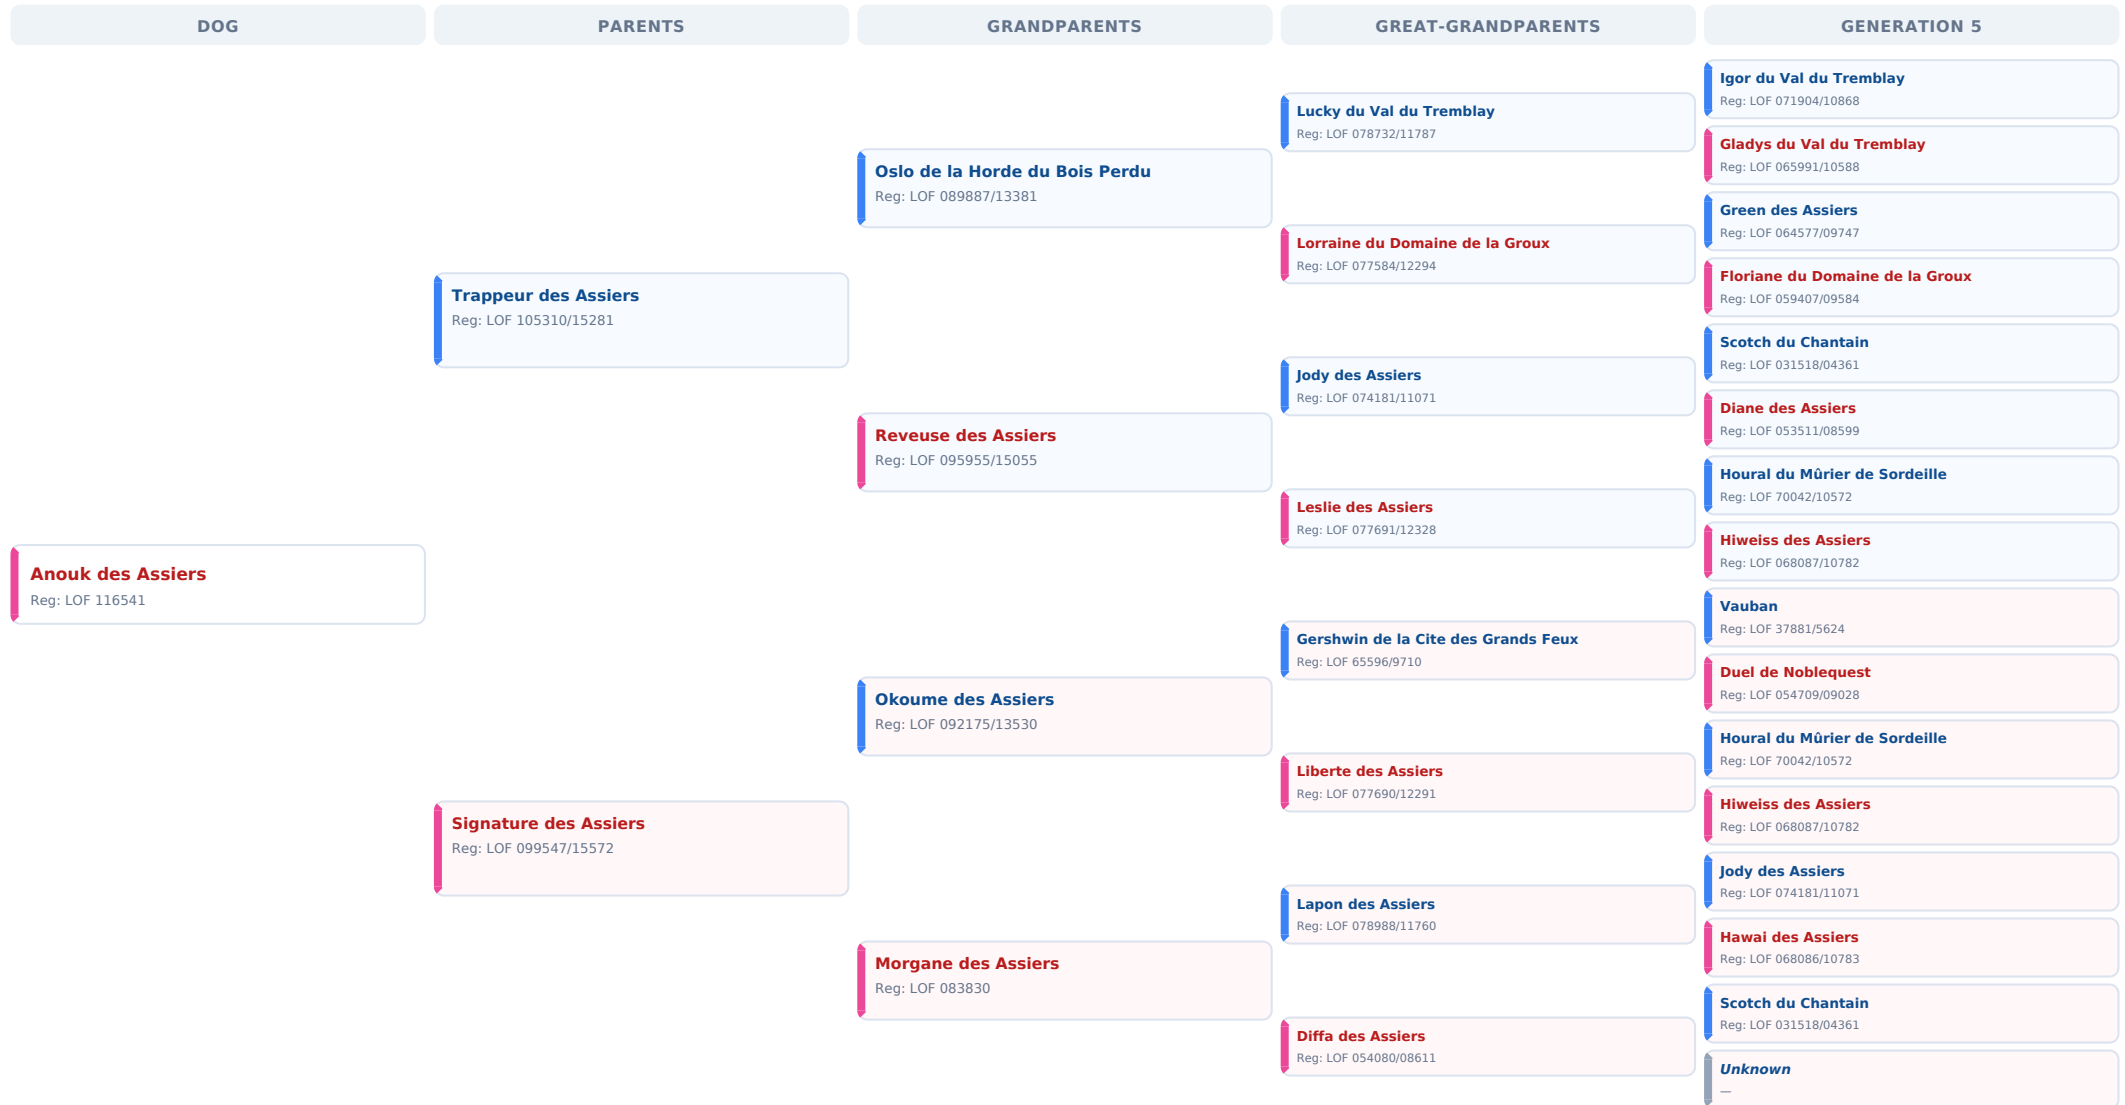 DOG
PARENTS
GRANDPARENTS
GREAT-GRANDPARENTS
GENERATION 5
Anouk des Assiers
Reg: LOF 116541
Trappeur des Assiers
Reg: LOF 105310/15281
Signature des Assiers
Reg: LOF 099547/15572
Oslo de la Horde du Bois Perdu
Reg: LOF 089887/13381
Reveuse des Assiers
Reg: LOF 095955/15055
Okoume des Assiers
Reg: LOF 092175/13530
Morgane des Assiers
Reg: LOF 083830
Lucky du Val du Tremblay
Reg: LOF 078732/11787
Lorraine du Domaine de la Groux
Reg: LOF 077584/12294
Jody des Assiers
Reg: LOF 074181/11071
Leslie des Assiers
Reg: LOF 077691/12328
Gershwin de la Cite des Grands Feux
Reg: LOF 65596/9710
Liberte des Assiers
Reg: LOF 077690/12291
Lapon des Assiers
Reg: LOF 078988/11760
Diffa des Assiers
Reg: LOF 054080/08611
Igor du Val du Tremblay
Reg: LOF 071904/10868
Gladys du Val du Tremblay
Reg: LOF 065991/10588
Green des Assiers
Reg: LOF 064577/09747
Floriane du Domaine de la Groux
Reg: LOF 059407/09584
Scotch du Chantain
Reg: LOF 031518/04361
Diane des Assiers
Reg: LOF 053511/08599
Houral du Mûrier de Sordeille
Reg: LOF 70042/10572
Hiweiss des Assiers
Reg: LOF 068087/10782
Vauban
Reg: LOF 37881/5624
Duel de Noblequest
Reg: LOF 054709/09028
Houral du Mûrier de Sordeille
Reg: LOF 70042/10572
Hiweiss des Assiers
Reg: LOF 068087/10782
Jody des Assiers
Reg: LOF 074181/11071
Hawai des Assiers
Reg: LOF 068086/10783
Scotch du Chantain
Reg: LOF 031518/04361
Unknown
—